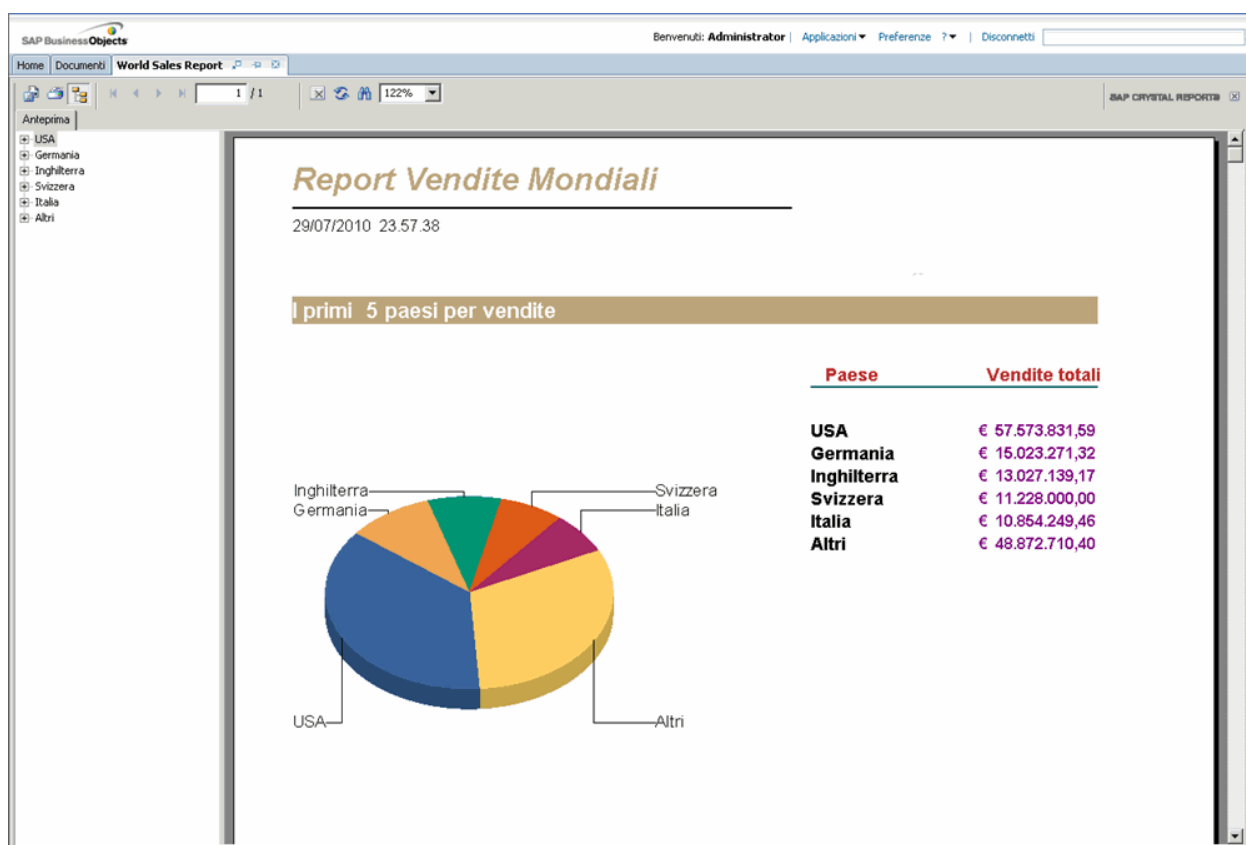 SAP BusinessObjects
Benvenuti: Administrator | Applicazioni Preferenze ? | Disconnetti
Home Documenti World Sales Report
1 /1 122%
SAP CRYSTAL REPORTS
Anteprima
USA
Germania
Inghilterra
Svizzera
Italia
Altri
Report Vendite Mondiali
29/07/2010 23.57.38
I primi 5 paesi per vendite
Paese Vendite totali
USA € 57.573.831,59
Germania € 15.023.271,32
Inghilterra € 13.027.139,17
Svizzera € 11.228.000,00
Italia € 10.854.249,46
Altri € 48.872.710,40
Inghilterra Svizzera
Germania Italia
USA Altri